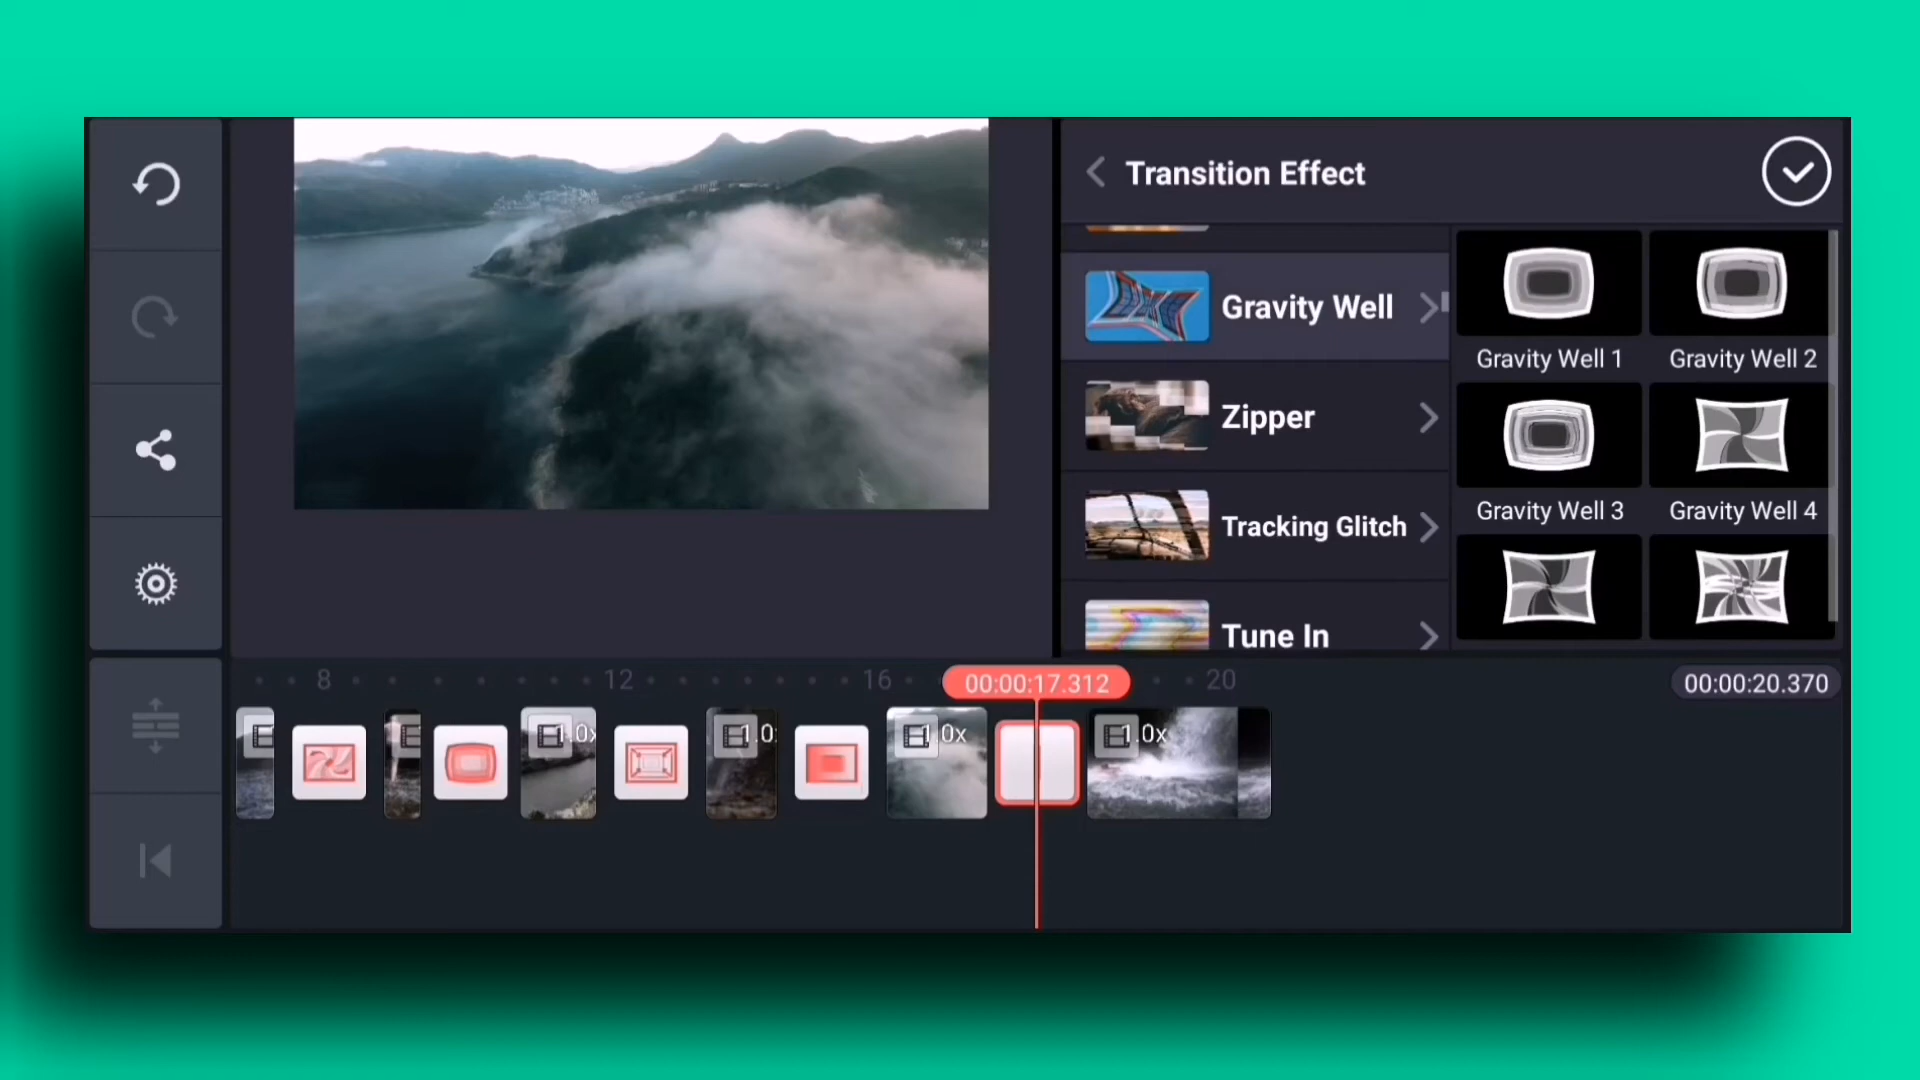 Transition Effect
Gravity Well
Zipper
Tracking Glitch
Tune In
Gravity Well 1
Gravity Well 2
Gravity Well 3
Gravity Well 4
8
12
16
00:00:17.312
20
00:00:20.370
1.0x
1.0
1.0x
1.0x